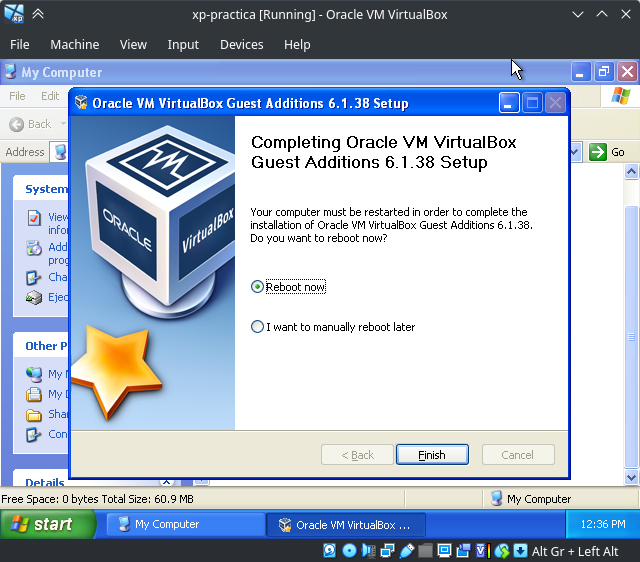 xp-practica [Running] - Oracle VM VirtualBox
File Machine View Input Devices Help
My Computer
File Edit
Back
Address
Go
Oracle VM VirtualBox Guest Additions 6.1.38 Setup
System
View
infor
Add
prog
Cha
Ejec
Other P
My N
My D
Shar
Con
Details
ORACLE
VirtualBox
Completing Oracle VM VirtualBox
Guest Additions 6.1.38 Setup
Your computer must be restarted in order to complete the
installation of Oracle VM VirtualBox Guest Additions 6.1.38.
Do you want to reboot now?
Reboot now
I want to manually reboot later
< Back Finish Cancel
Free Space: 0 bytes Total Size: 60.9 MB
My Computer
start
My Computer
Oracle VM VirtualBox ...
12:36 PM
Alt Gr + Left Alt